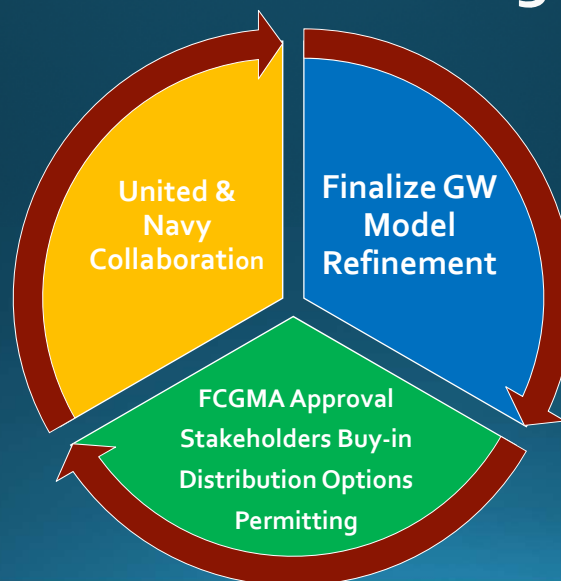 United &
Navy
Collaboration
Finalize GW
Model
Refinement
FCGMA Approval
Stakeholders Buy-in
Distribution Options
Permitting